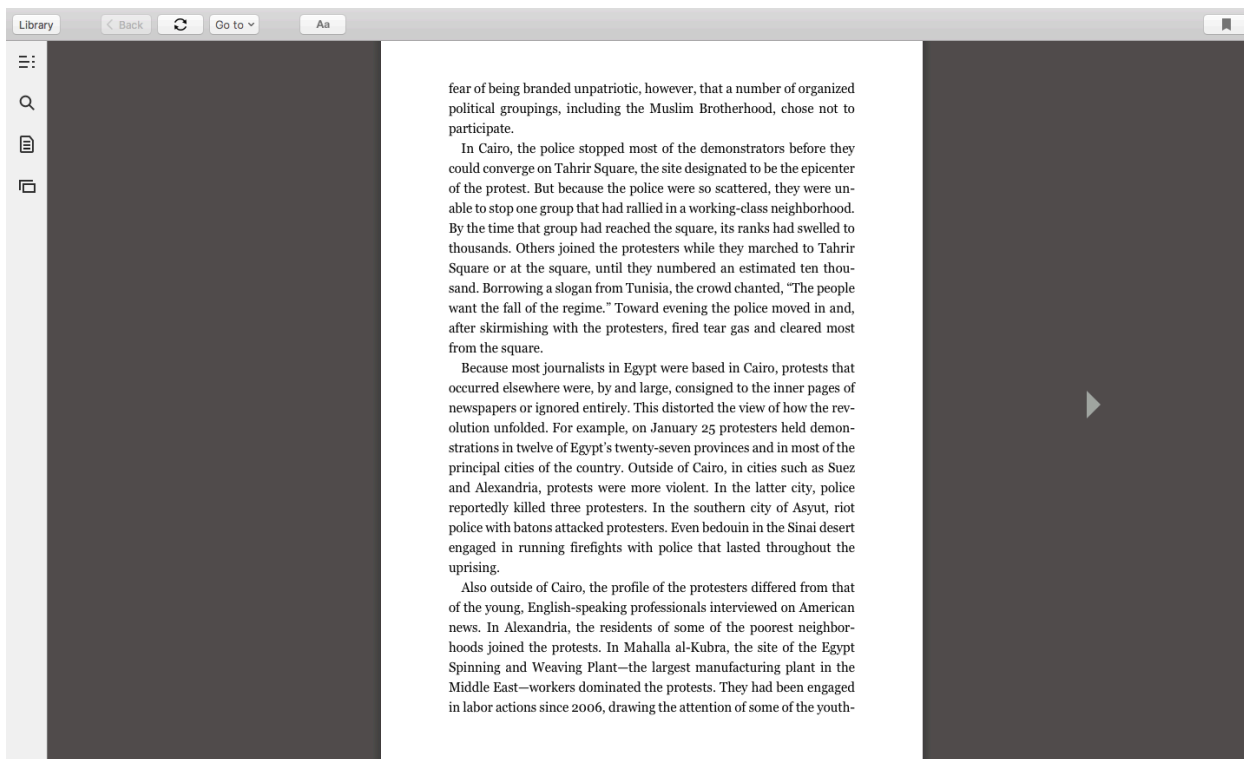 Library
Back
Go to
Aa
fear of being branded unpatriotic, however, that a number of organized
political groupings, including the Muslim Brotherhood, chose not to
participate.
In Cairo, the police stopped most of the demonstrators before they
could converge on Tahrir Square, the site designated to be the epicenter
of the protest. But because the police were so scattered, they were un-
able to stop one group that had rallied in a working-class neighborhood.
By the time that group had reached the square, its ranks had swelled to
thousands. Others joined the protesters while they marched to Tahrir
Square or at the square, until they numbered an estimated ten thou-
sand. Borrowing a slogan from Tunisia, the crowd chanted, “The people
want the fall of the regime.” Toward evening the police moved in and,
after skirmishing with the protesters, fired tear gas and cleared most
from the square.
Because most journalists in Egypt were based in Cairo, protests that
occurred elsewhere were, by and large, consigned to the inner pages of
newspapers or ignored entirely. This distorted the view of how the rev-
olution unfolded. For example, on January 25 protesters held demon-
strations in twelve of Egypt’s twenty-seven provinces and in most of the
principal cities of the country. Outside of Cairo, in cities such as Suez
and Alexandria, protests were more violent. In the latter city, police
reportedly killed three protesters. In the southern city of Asyut, riot
police with batons attacked protesters. Even bedouin in the Sinai desert
engaged in running firefights with police that lasted throughout the
uprising.
Also outside of Cairo, the profile of the protesters differed from that
of the young, English-speaking professionals interviewed on American
news. In Alexandria, the residents of some of the poorest neighbor-
hoods joined the protests. In Mahalla al-Kubra, the site of the Egypt
Spinning and Weaving Plant—the largest manufacturing plant in the
Middle East—workers dominated the protests. They had been engaged
in labor actions since 2006, drawing the attention of some of the youth-